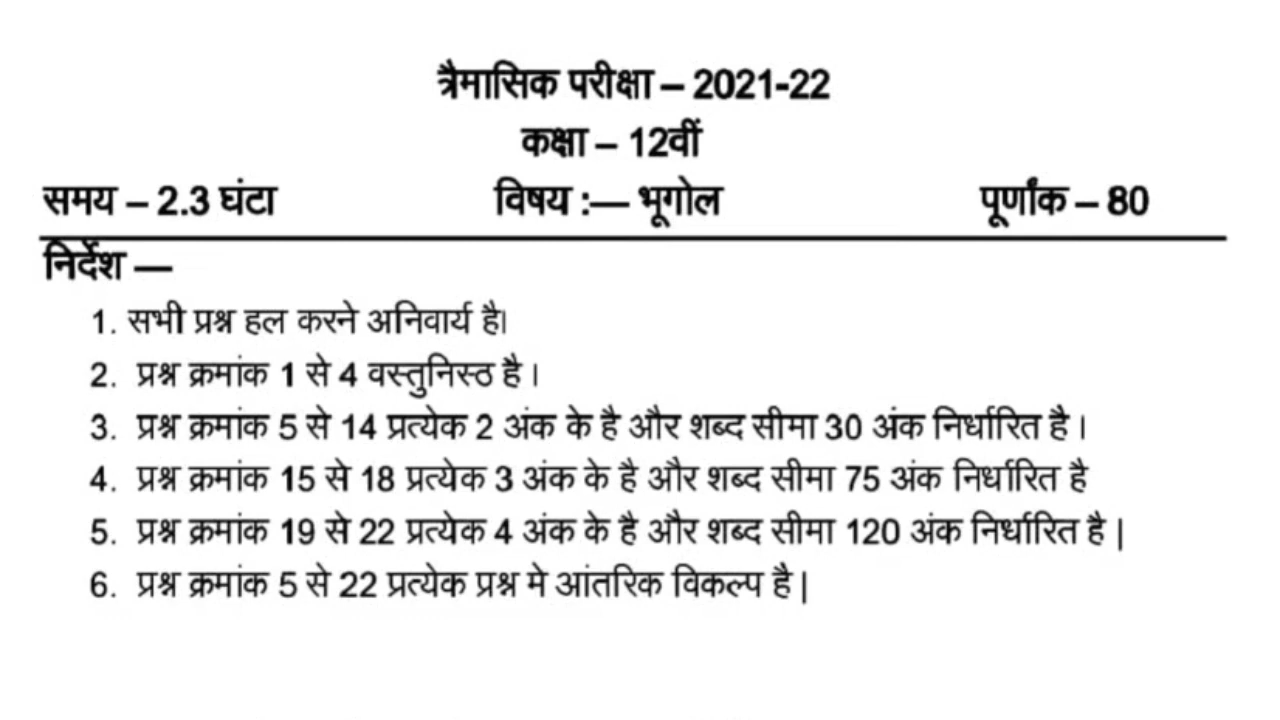 त्रैमासिक परीक्षा – 2021-22
कक्षा – 12वीं
समय – 2.3 घंटा विषय :— भूगोल पूर्णांक – 80
निर्देश —
1. सभी प्रश्न हल करने अनिवार्य है।
2. प्रश्न क्रमांक 1 से 4 वस्तुनिस्ठ है ।
3. प्रश्न क्रमांक 5 से 14 प्रत्येक 2 अंक के है और शब्द सीमा 30 अंक निर्धारित है ।
4. प्रश्न क्रमांक 15 से 18 प्रत्येक 3 अंक के है और शब्द सीमा 75 अंक निर्धारित है
5. प्रश्न क्रमांक 19 से 22 प्रत्येक 4 अंक के है और शब्द सीमा 120 अंक निर्धारित है |
6. प्रश्न क्रमांक 5 से 22 प्रत्येक प्रश्न मे आंतरिक विकल्प है |